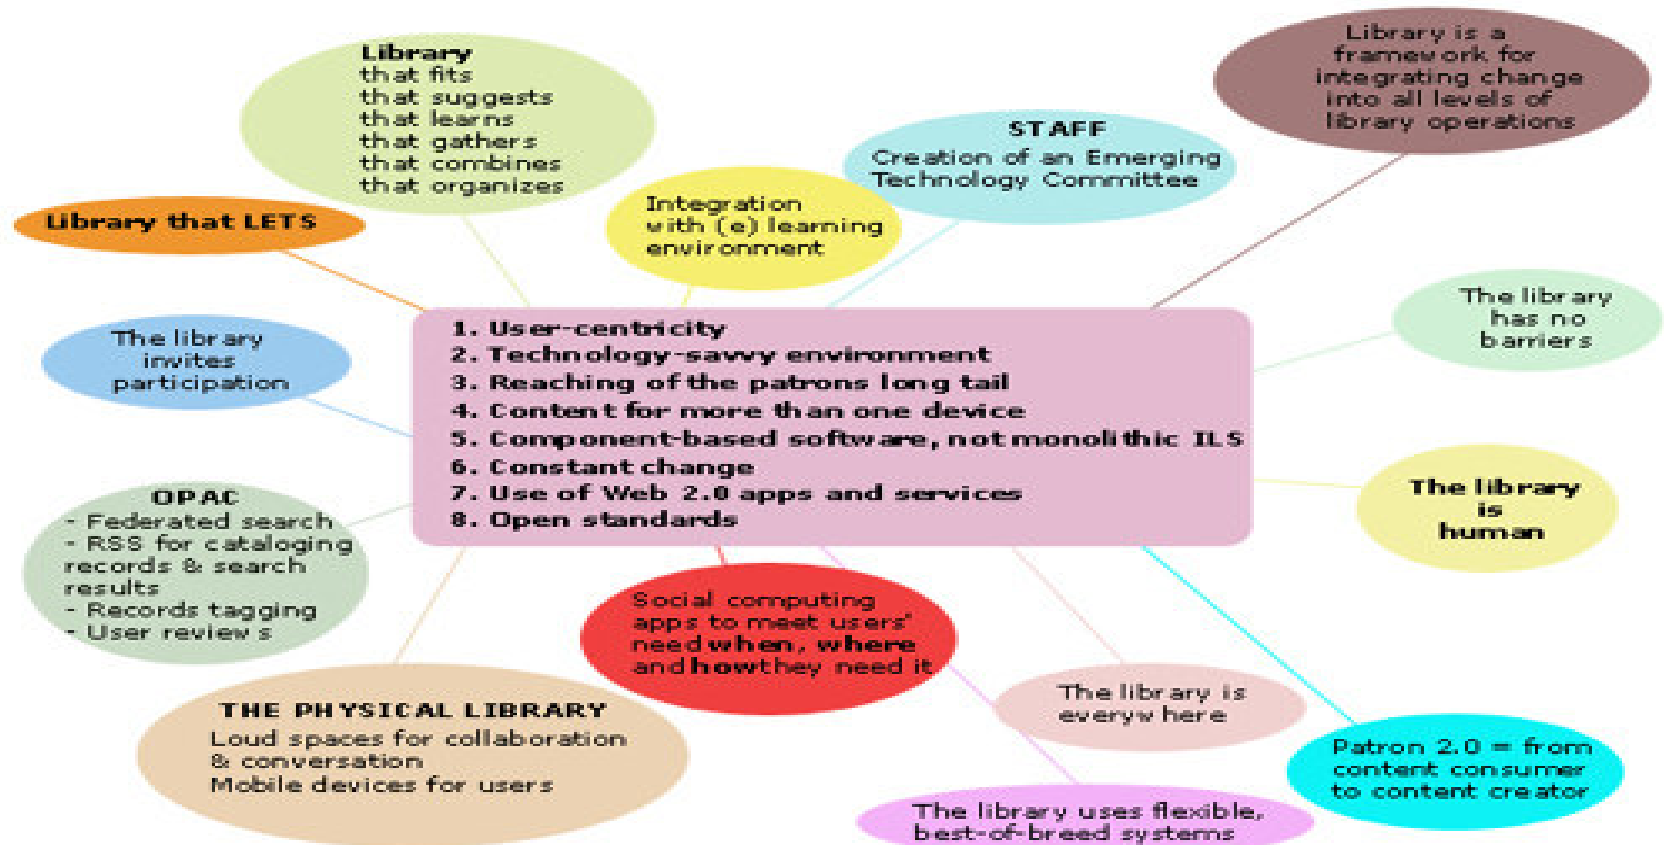 Library
that fits
that suggests
that learns
that gathers
that combines
that organizes
Library is a
framework for
integrating change
into all levels of
library operations
STAFF
Creation of an Emerging
Technology Committee
Integration
with (e) learning
environment
Library that LETS
The library
invites
participation
The library
has no
barriers
1. User-centricity
2. Technology-savvy environment
3. Reaching of the patrons long tail
4. Content for more than one device
5. Component-based software, not monolithic ILS
6. Constant change
7. Use of Web 2.0 apps and services
8. Open standards
The library
is
human
OPAC
- Federated search
- RSS for cataloging
records & search
results
- Records tagging
- User reviews
Social computing
apps to meet users'
need when, where
and how they need it
THE PHYSICAL LIBRARY
Loud spaces for collaboration
& conversation
Mobile devices for users
The library is
everywhere
Patron 2.0 = from
content consumer
to content creator
The library uses flexible,
best-of-breed systems